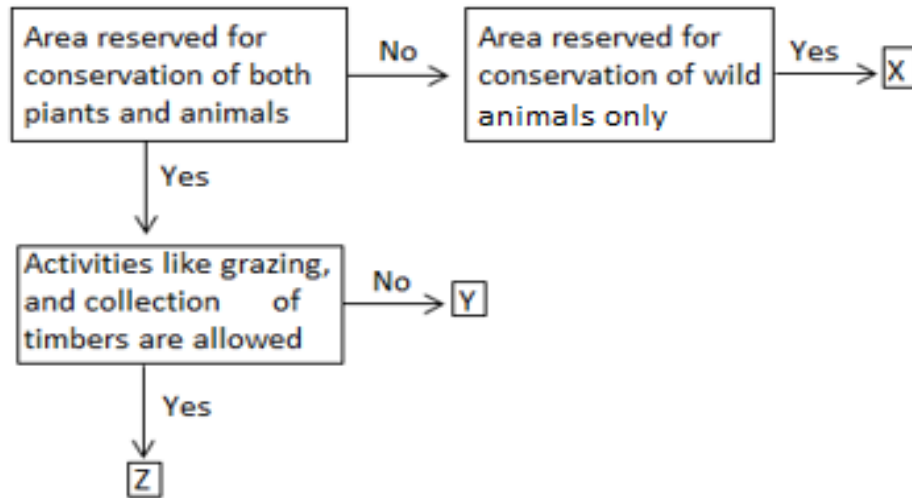 Area reserved for
conservation of both
piants and animals
No
Area reserved for
conservation of wild
animals only
Yes
X
Yes
Activities like grazing,
and collection of
timbers are allowed
No
Y
Yes
Z